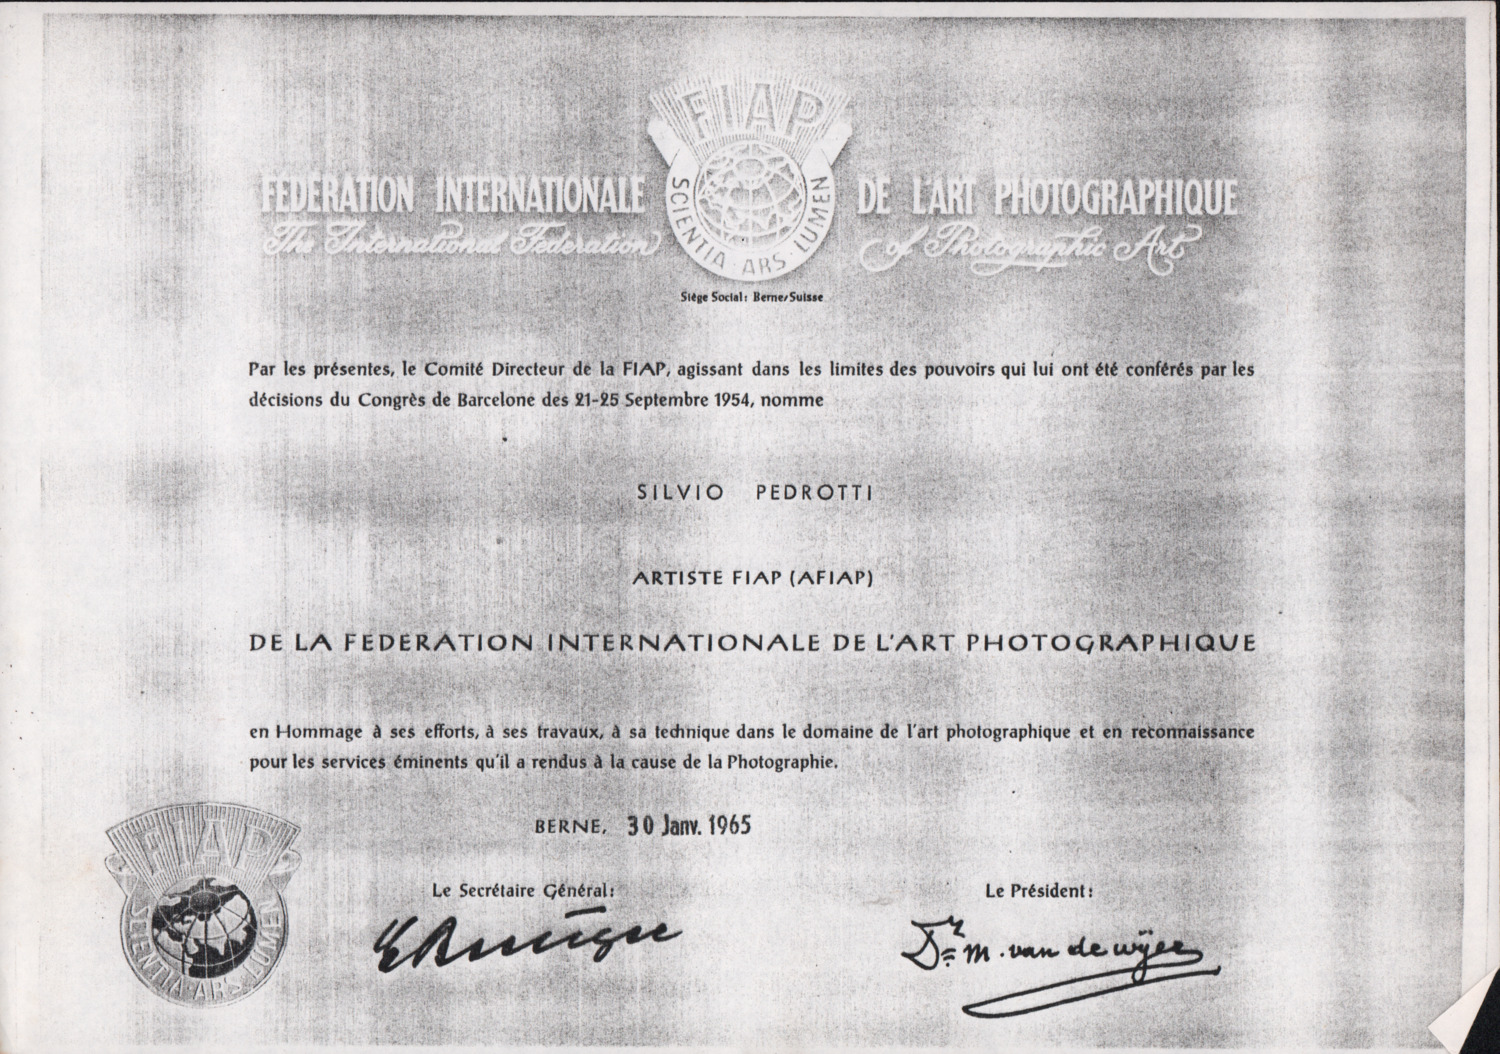 FIAP
SCIENTIA · ARS · LUMEN
FEDERATION INTERNATIONALE DE L'ART PHOTOGRAPHIQUE
The International Federation of Photographic Art
Siège Social: Berne/Suisse
Par les présentes, le Comité Directeur de la FIAP, agissant dans les limites des pouvoirs qui lui ont été conférés par les
décisions du Congrès de Barcelone des 21-25 Septembre 1954, nomme
SILVIO PEDROTTI
ARTISTE FIAP (AFIAP)
DE LA FEDERATION INTERNATIONALE DE L'ART PHOTOGRAPHIQUE
en Hommage à ses efforts, à ses travaux, à sa technique dans le domaine de l'art photographique et en reconnaissance
pour les services éminents qu'il a rendus à la cause de la Photographie.
BERNE, 30 Janv. 1965
FIAP
SCIENTIA · ARS · LUMEN
Le Secrétaire Général:
Le Président:
Dr M. van de wijer